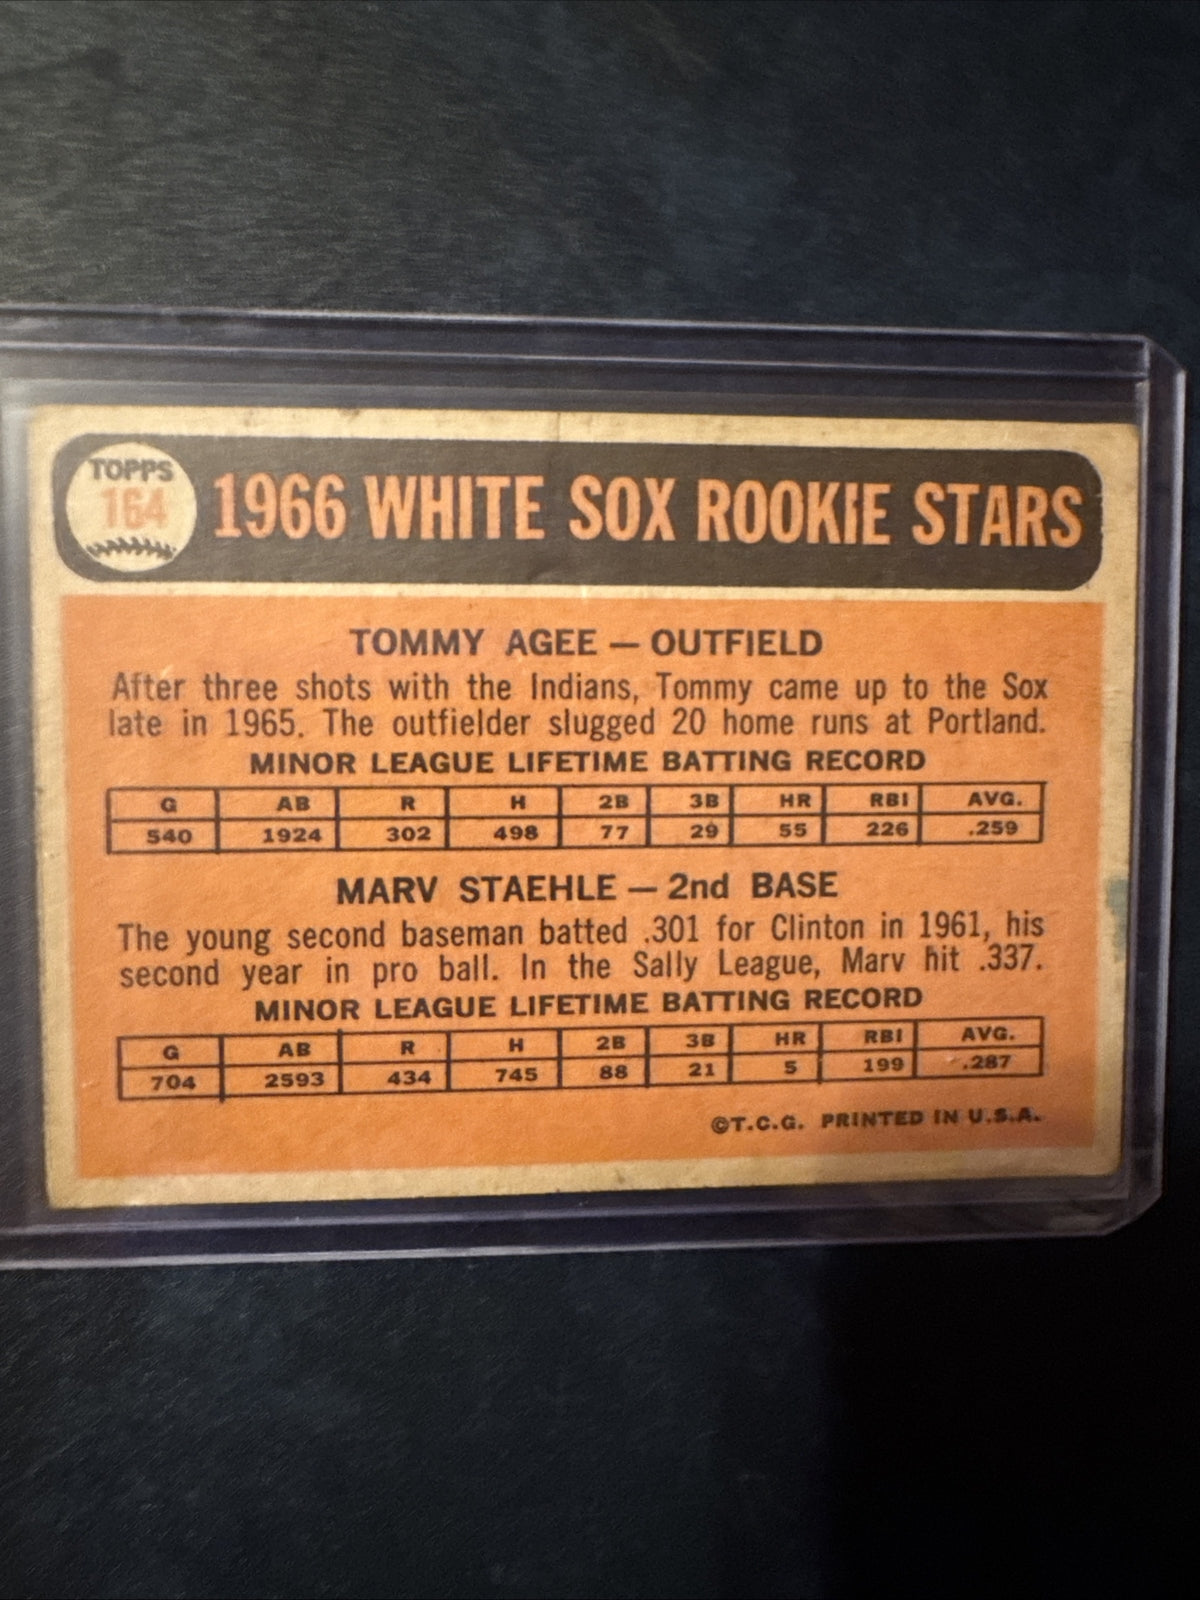 TOPPS
164
1966 WHITE SOX ROOKIE STARS
TOMMY AGEE — OUTFIELD
After three shots with the Indians, Tommy came up to the Sox
late in 1965. The outfielder slugged 20 home runs at Portland.
MINOR LEAGUE LIFETIME BATTING RECORD
G AB R H 2B 3B HR RBI AVG.
540 1924 302 498 77 29 55 226 .259
MARV STAEHLE — 2nd BASE
The young second baseman batted .301 for Clinton in 1961, his
second year in pro ball. In the Sally League, Marv hit .337.
MINOR LEAGUE LIFETIME BATTING RECORD
G AB R H 2B 3B HR RBI AVG.
704 2593 434 745 88 21 5 199 .287
©T.C.G. PRINTED IN U.S.A.